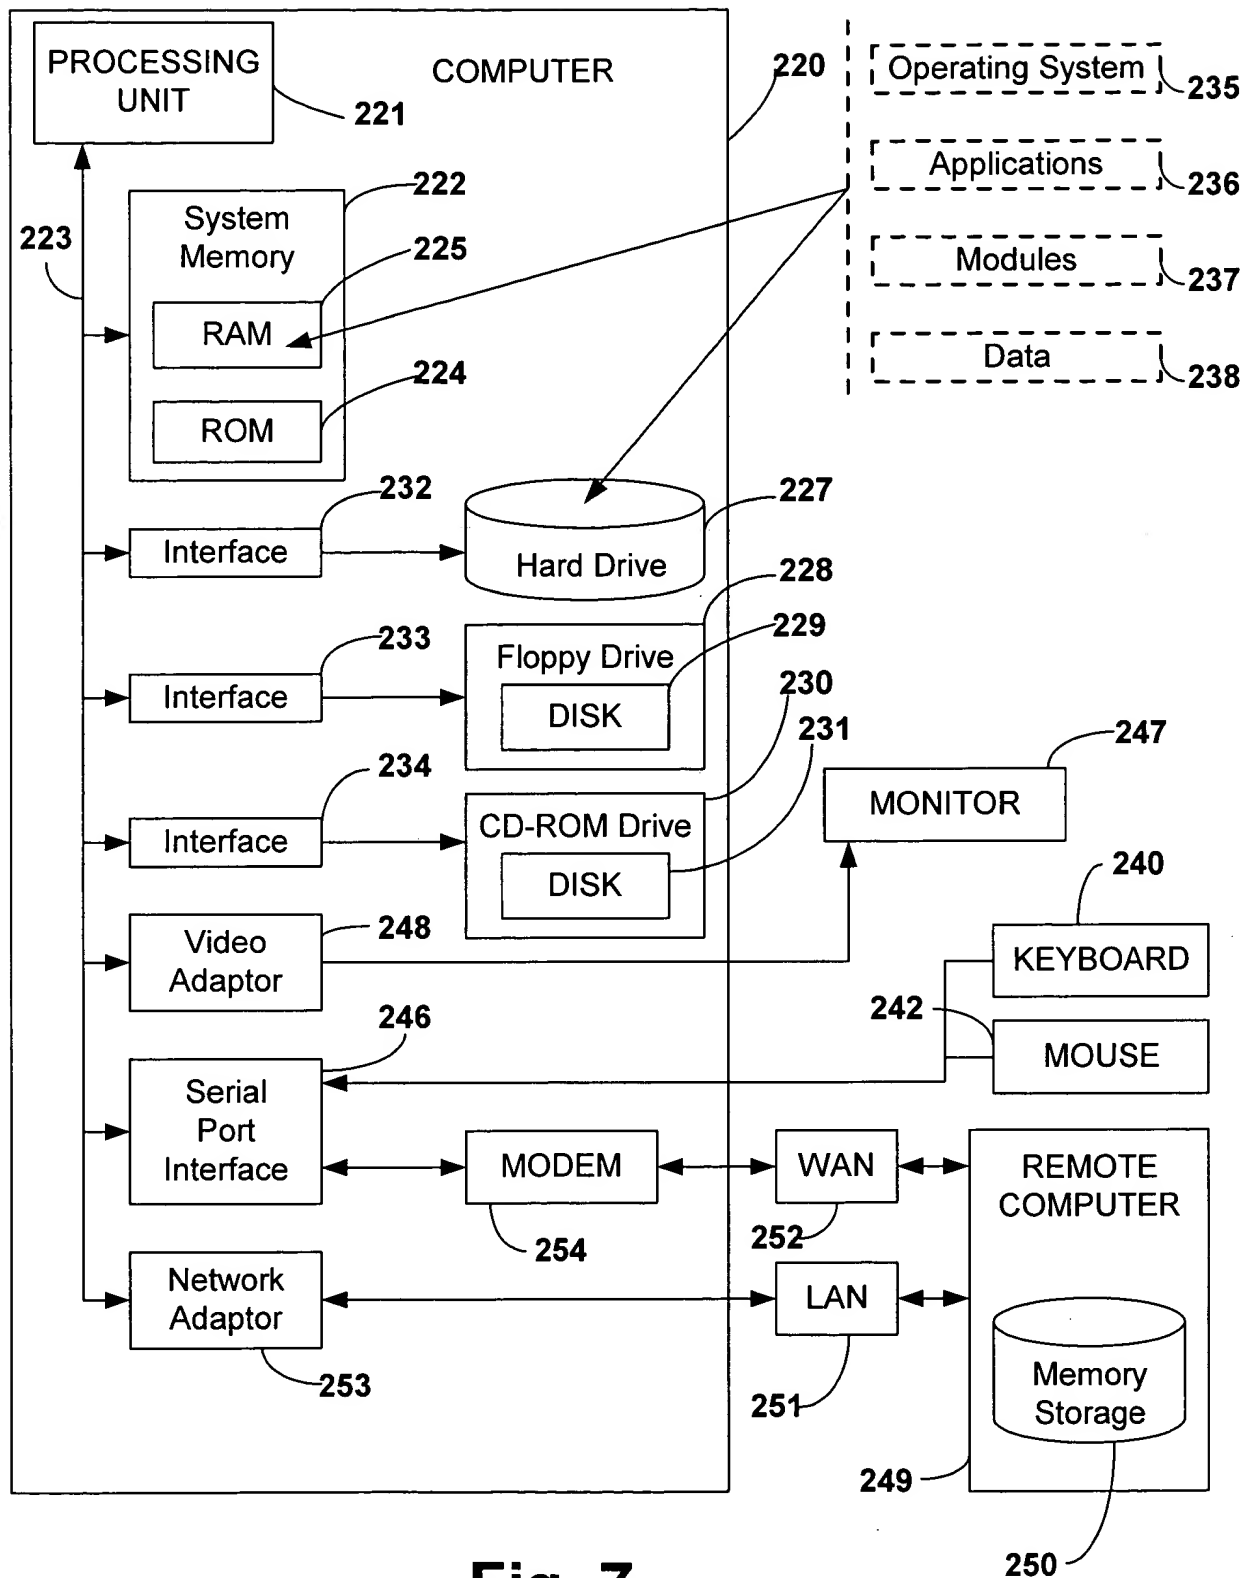 PROCESSING
UNIT
221
COMPUTER
220
Operating System
235
Applications
236
Modules
237
Data
238
223
222
System
Memory
225
RAM
224
ROM
232
Interface
227
Hard Drive
228
233
Interface
229
Floppy Drive
DISK
230
231
234
Interface
CD-ROM Drive
DISK
247
MONITOR
240
KEYBOARD
242
MOUSE
248
Video
Adaptor
246
Serial
Port
Interface
MODEM
254
WAN
252
REMOTE
COMPUTER
Network
Adaptor
253
LAN
251
Memory
Storage
249
250
Fig. 7